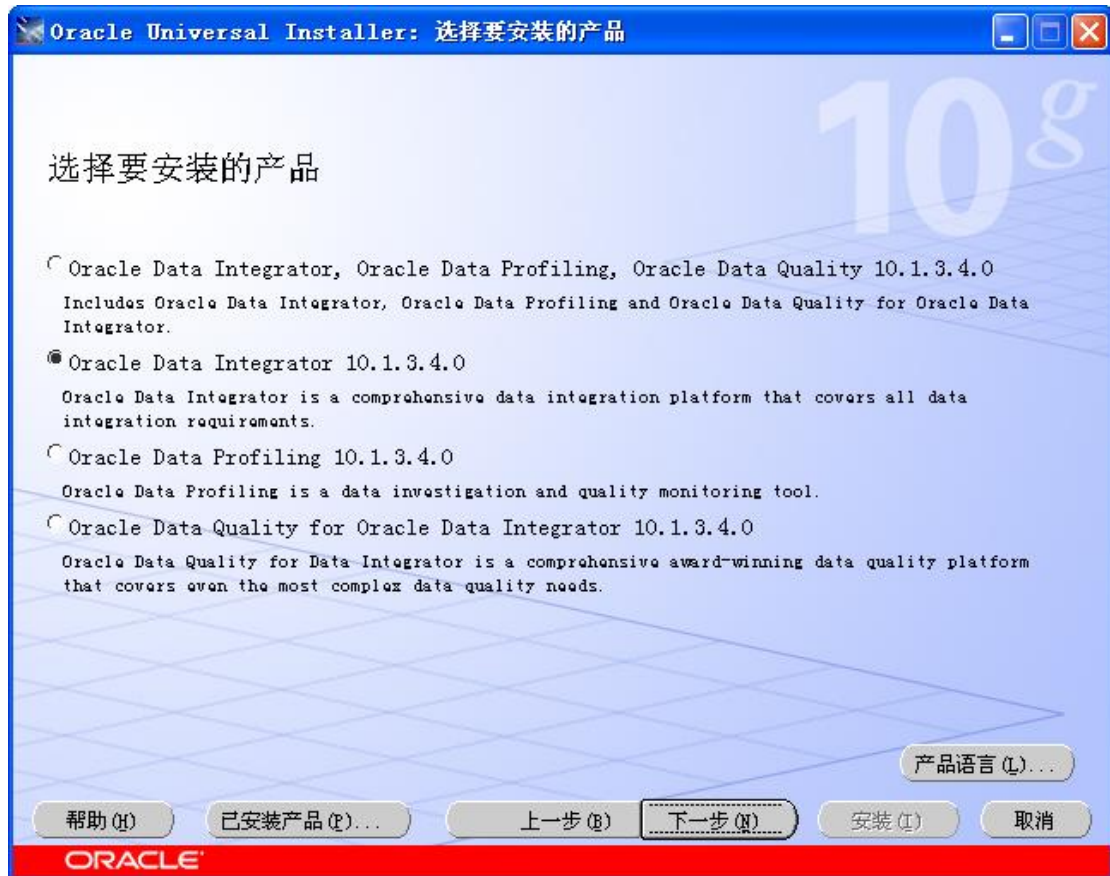 Oracle Universal Installer: 选择要安装的产品
10g
选择要安装的产品
Oracle Data Integrator, Oracle Data Profiling, Oracle Data Quality 10.1.3.4.0
Includes Oracle Data Integrator, Oracle Data Profiling and Oracle Data Quality for Oracle Data
Integrator.
Oracle Data Integrator 10.1.3.4.0
Oracle Data Integrator is a comprehensive data integration platform that covers all data
integration requirements.
Oracle Data Profiling 10.1.3.4.0
Oracle Data Profiling is a data investigation and quality monitoring tool.
Oracle Data Quality for Oracle Data Integrator 10.1.3.4.0
Oracle Data Quality for Data Integrator is a comprehensive award-winning data quality platform
that covers even the most complex data quality needs.
产品语言(L)...
帮助(H) 已安装产品(P)... 上一步(B) 下一步(N) 安装(I) 取消
ORACLE